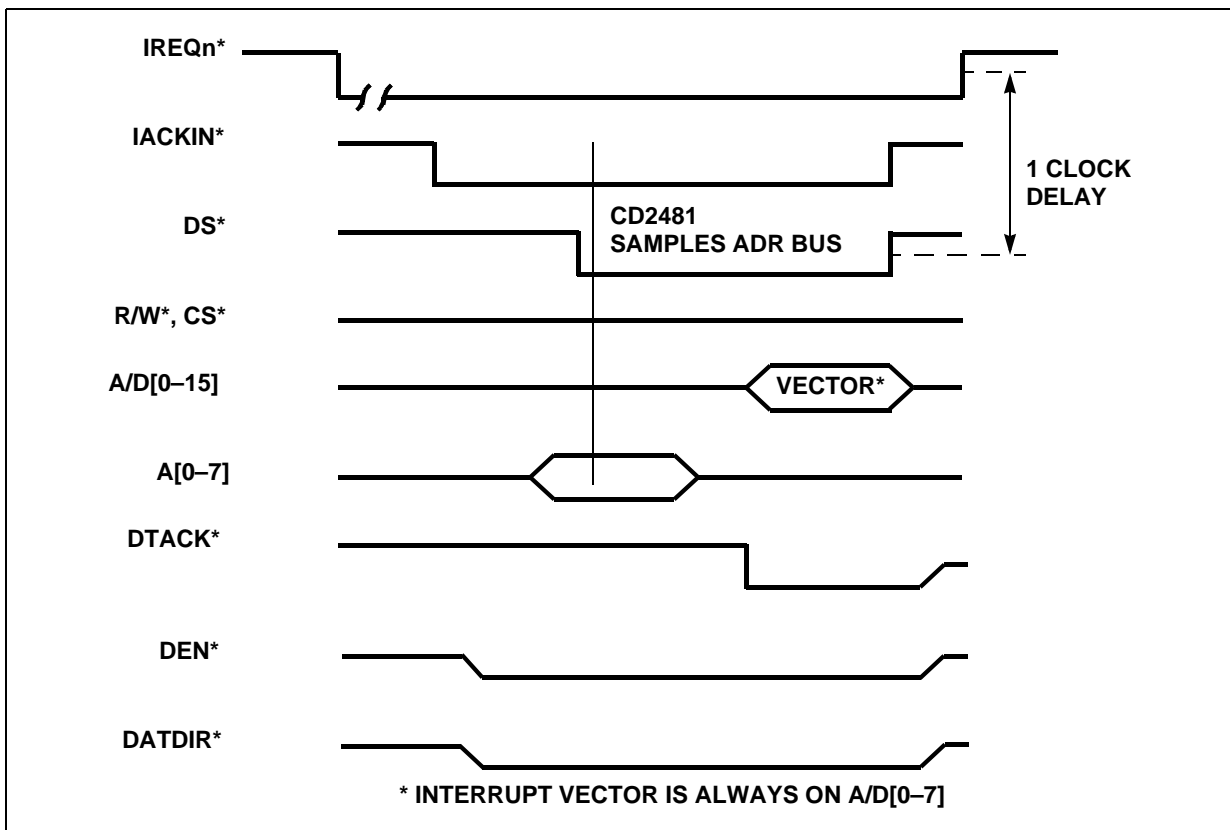 IREQn*
IACKIN*
1 CLOCK
DELAY
DS*
CD2481
SAMPLES ADR BUS
R/W*, CS*
A/D[0–15]
VECTOR*
A[0–7]
DTACK*
DEN*
DATDIR*
* INTERRUPT VECTOR IS ALWAYS ON A/D[0–7]